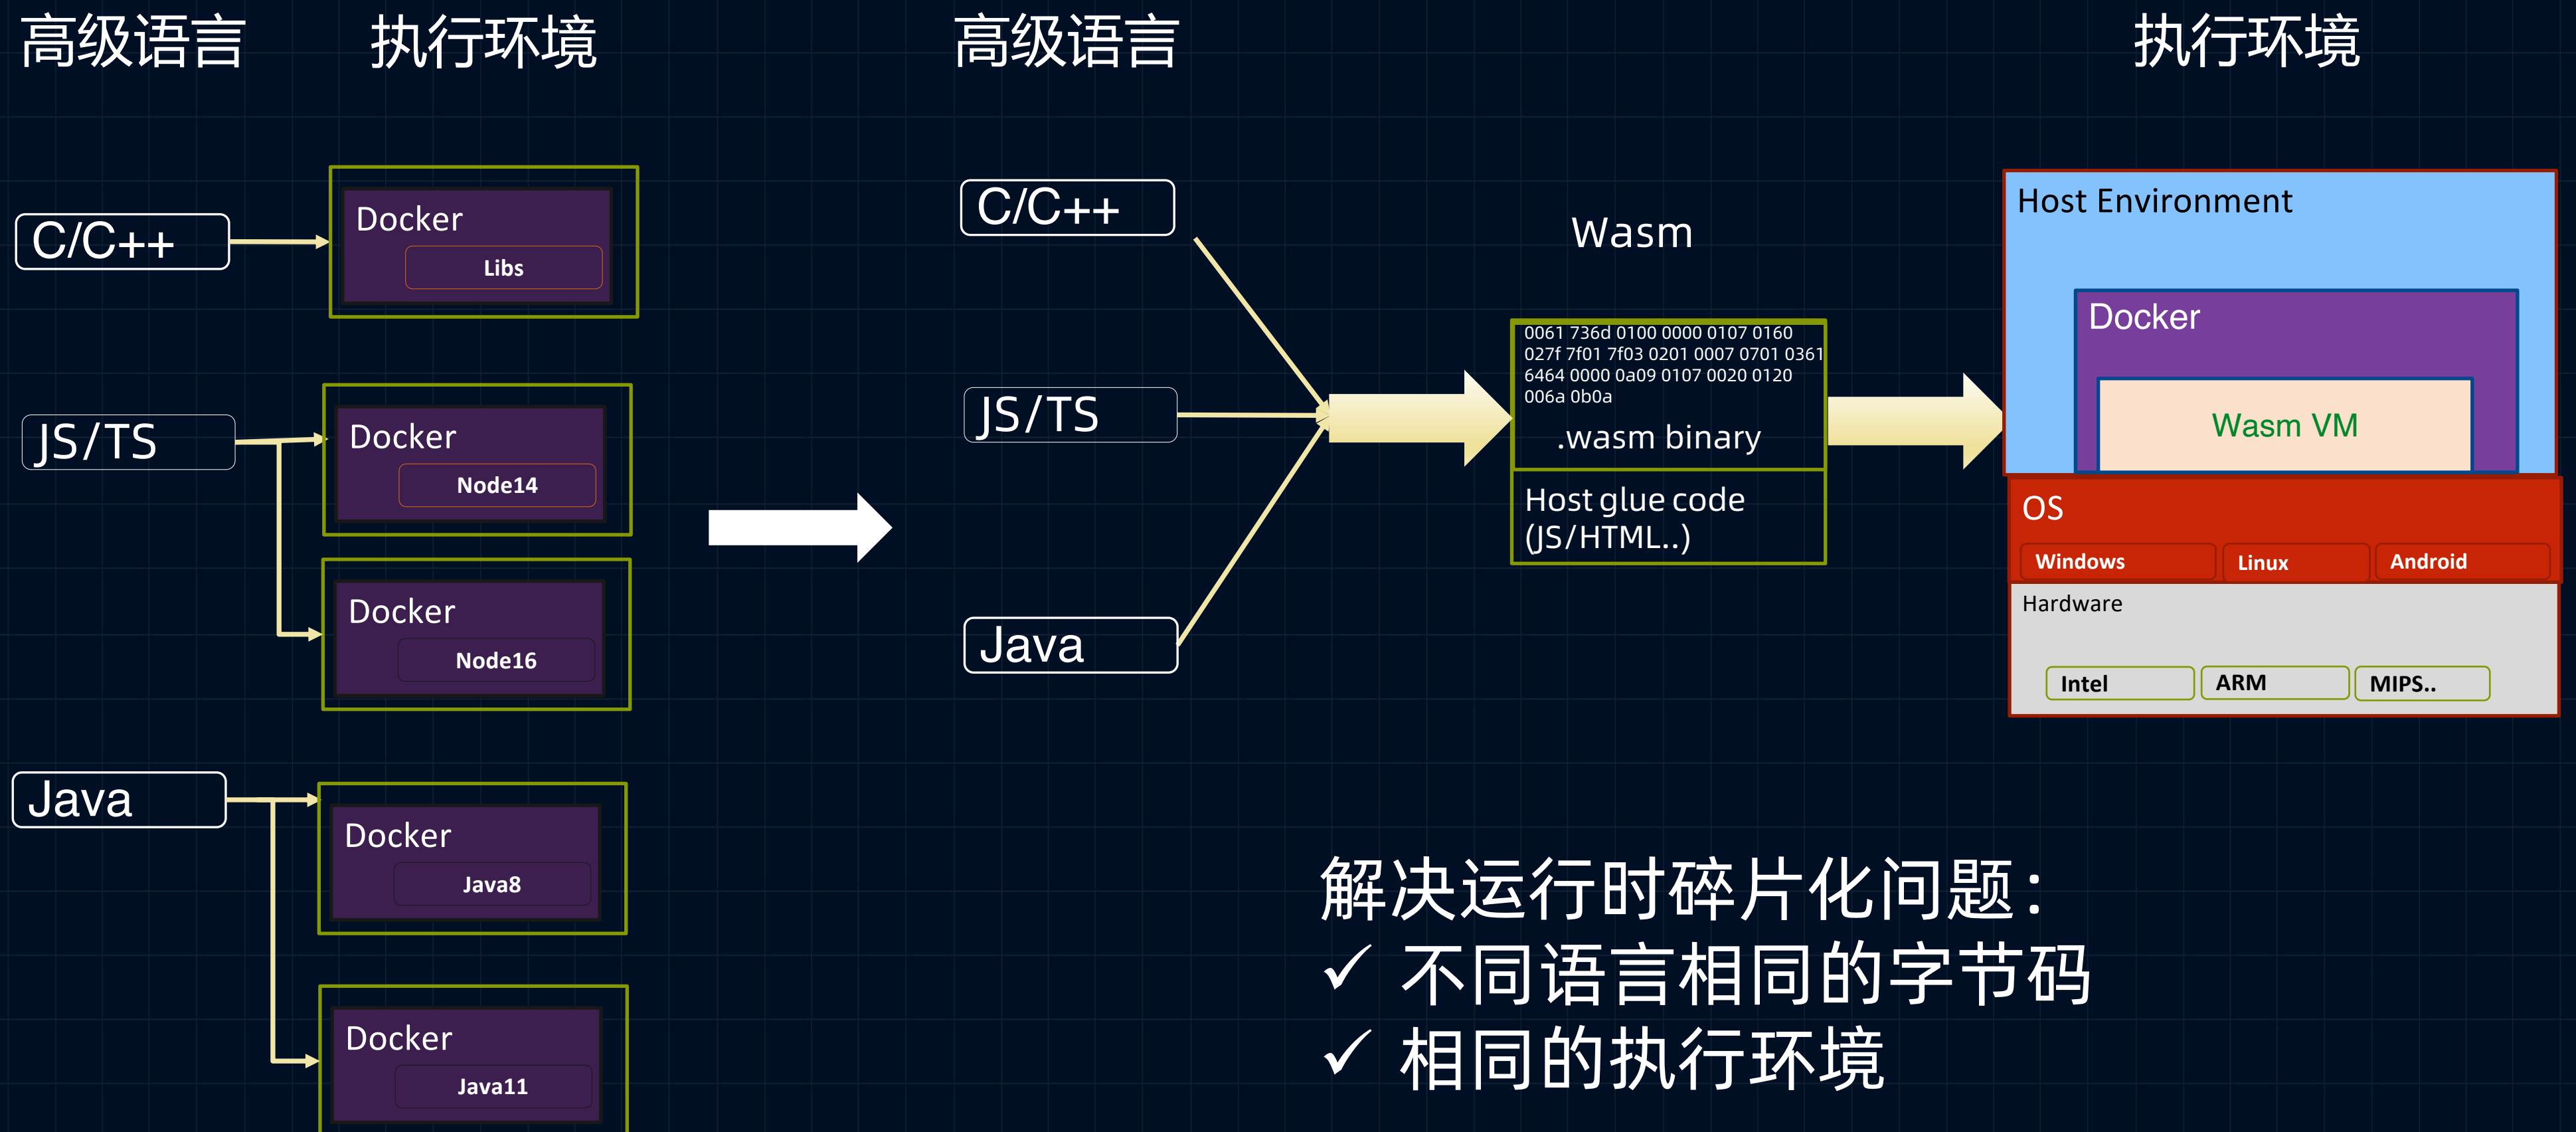 高级语言
执行环境
C/C++
Docker
Libs
JS/TS
Docker
Node14
Docker
Node16
Java
Docker
Java8
Docker
Java11
高级语言
执行环境
C/C++
JS/TS
Java
Wasm
0061 736d 0100 0000 0107 0160
027f 7f01 7f03 0201 0007 0701 0361
6464 0000 0a09 0107 0020 0120
006a 0b0a
.wasm binary
Host glue code
(JS/HTML..)
Host Environment
Docker
Wasm VM
OS
Windows
Linux
Android
Hardware
Intel
ARM
MIPS..
解决运行时碎片化问题：
✓ 不同语言相同的字节码
✓ 相同的执行环境